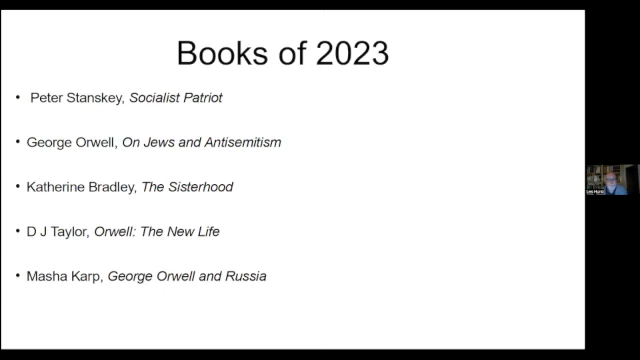 Books of 2023
• Peter Stanskey, Socialist Patriot
• George Orwell, On Jews and Antisemitism
• Katherine Bradley, The Sisterhood
• D J Taylor, Orwell: The New Life
• Masha Karp, George Orwell and Russia